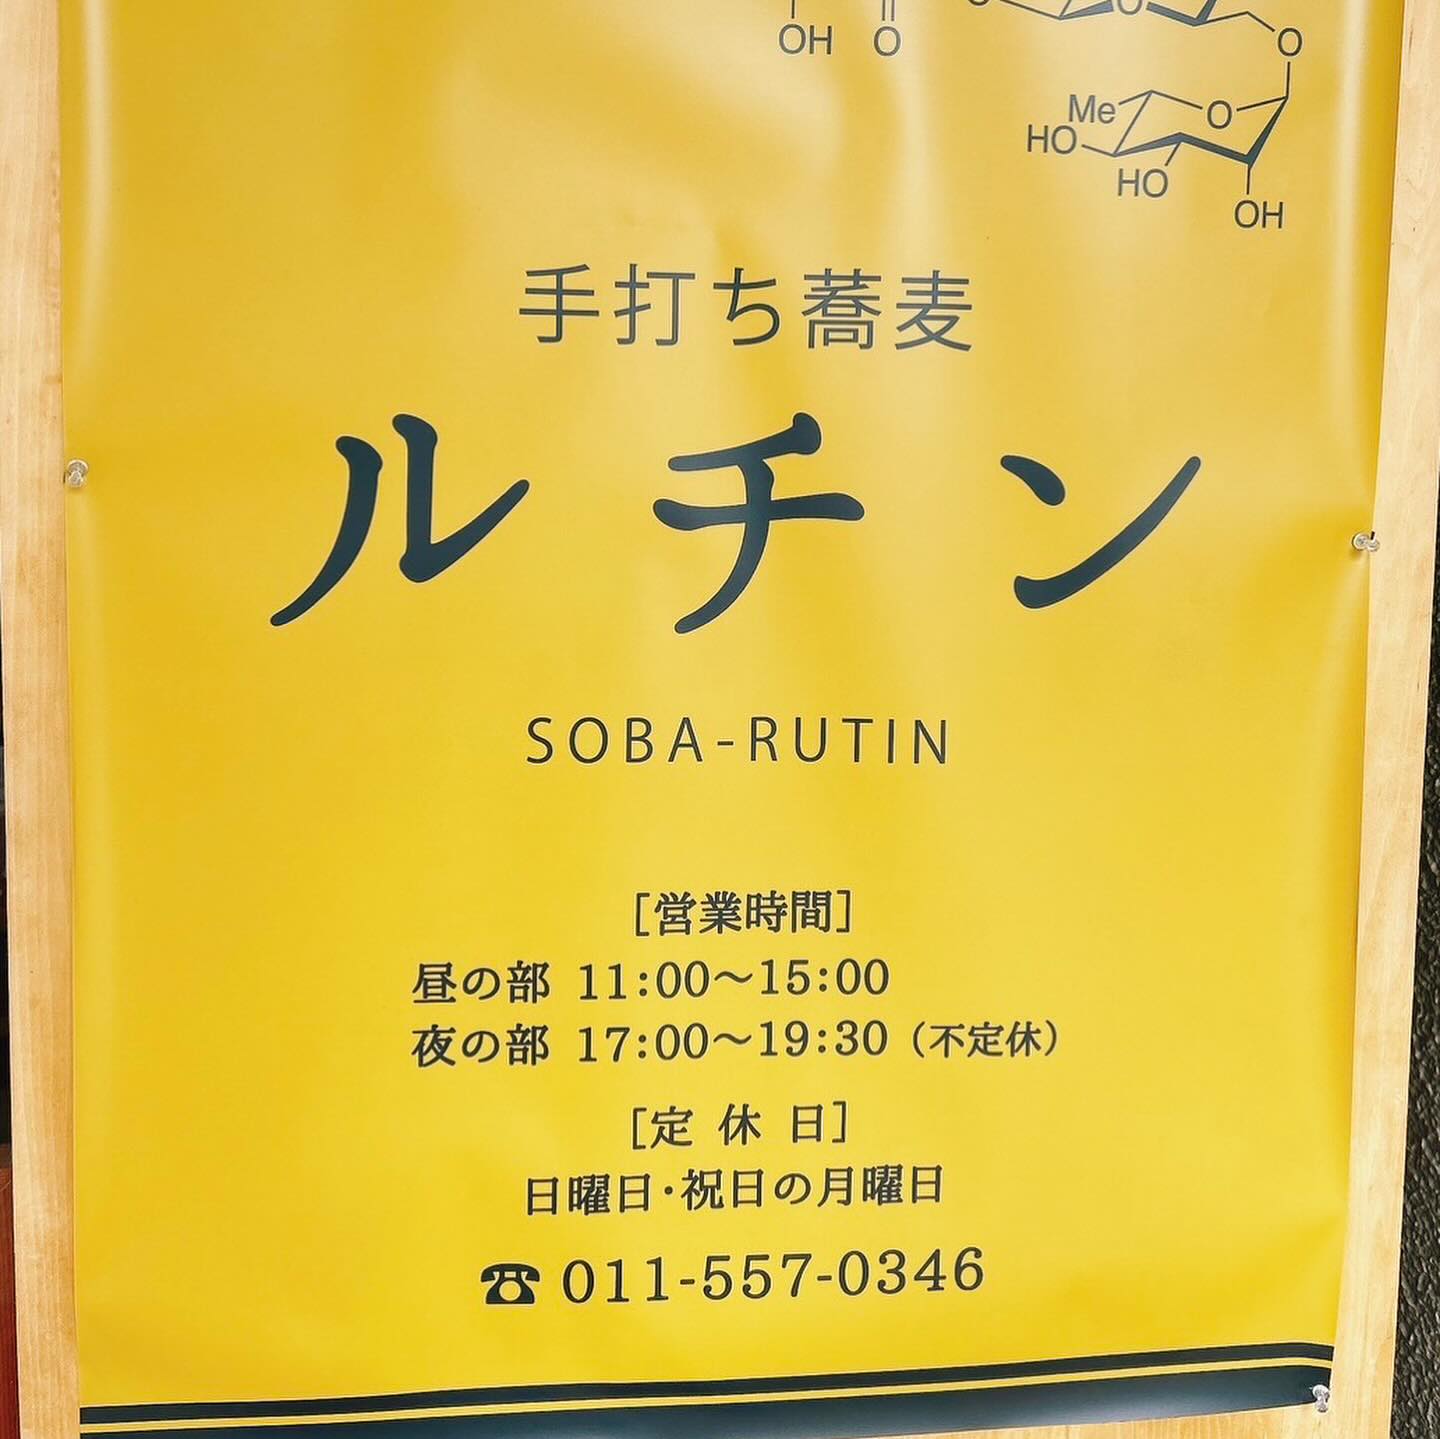 OH O O O
O
Me O
HO
HO
OH
手打ち蕎麦
ルチン
SOBA-RUTIN
[営業時間]
昼の部 11:00〜15:00
夜の部 17:00〜19:30（不定休）
[定 休 日]
日曜日・祝日の月曜日
☎011-557-0346